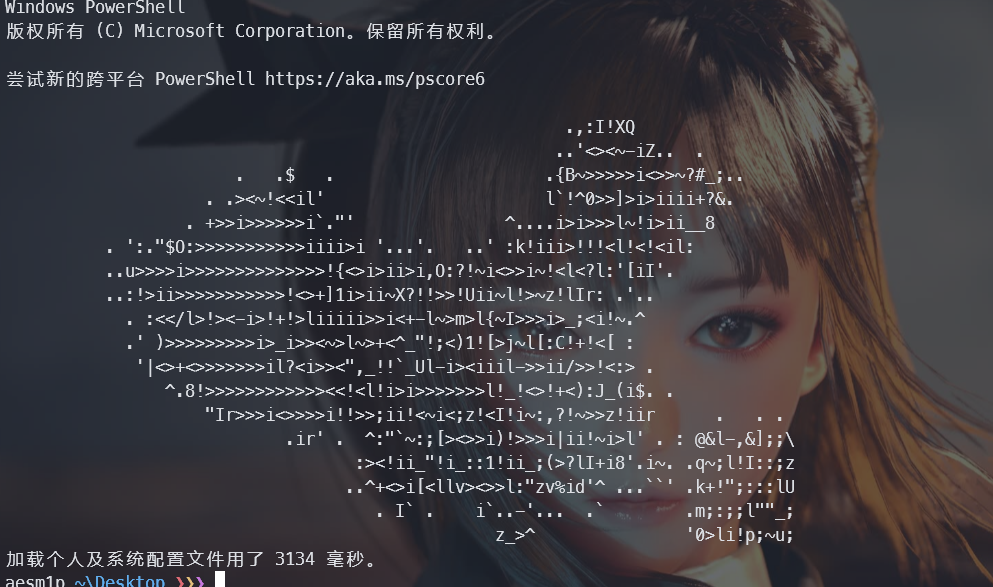 Windows PowerShell
版权所有 (C) Microsoft Corporation。保留所有权利。
尝试新的跨平台 PowerShell https://aka.ms/pscore6
.,:I!XQ
..'<><~-iZ..  .
.   .$   .                     .{B~>>>>>i<>>~?#_;..
. .><~!<<il'                      l`!^0>>]>i>iiii+?&.
. +>>i>>>>>>i`."'               ^....i>i>>>l~!i>ii__8
. ':."$O:>>>>>>>>>>>iiii>i '...'.   ..' :k!iii>!!!<l!<!<il:
..u>>>>i>>>>>>>>>>>>>>!{<>i>ii>i,O:?!~i<>>i~!<l<?l:'[iI'.
..:!>ii>>>>>>>>>>>!<>+]1i>ii~X?!!>>!Uii~l!>~z!lIr: .'..
. :<</l>!><-i>!+!>liiiii>>i<+-l~>m>l{~I>>>i>_;<i!~.^
.' )>>>>>>>>>i>_i>><~>l~>+<^_"!;<)1![>j~l[:C!+!<[ :
'|<>+<>>>>>>>il?<i>><",_!!`_Ul-i><iiil->>ii/>>!<:> .
^.8!>>>>>>>>>>>><<!<l!i>i>>>>>>>l!_!<>!+<):J_(i$. .
"Ir>>>i<>>>>i!!>>;ii!<~i<;z!<I!i~:,?!~>>z!iir      .   . .
.ir' .  ^:"`~:;[><>>i)!>>>i|ii!~i>l' . : @&l-,&];;\
:><!ii_"!i_::1!ii_;(>?lI+i8'.i~. .q~;l!I::;z
..^+<>i[<llv><>>l:"zv%id'^ ...``' .k+!";:::lU
. I` .    i`..-'...  .`        .m;:;;l""_;
z_>^               '0>li!p;~u;
加载个人及系统配置文件用了 3134 毫秒。
aesm1p ~\Desktop ❯❯❯